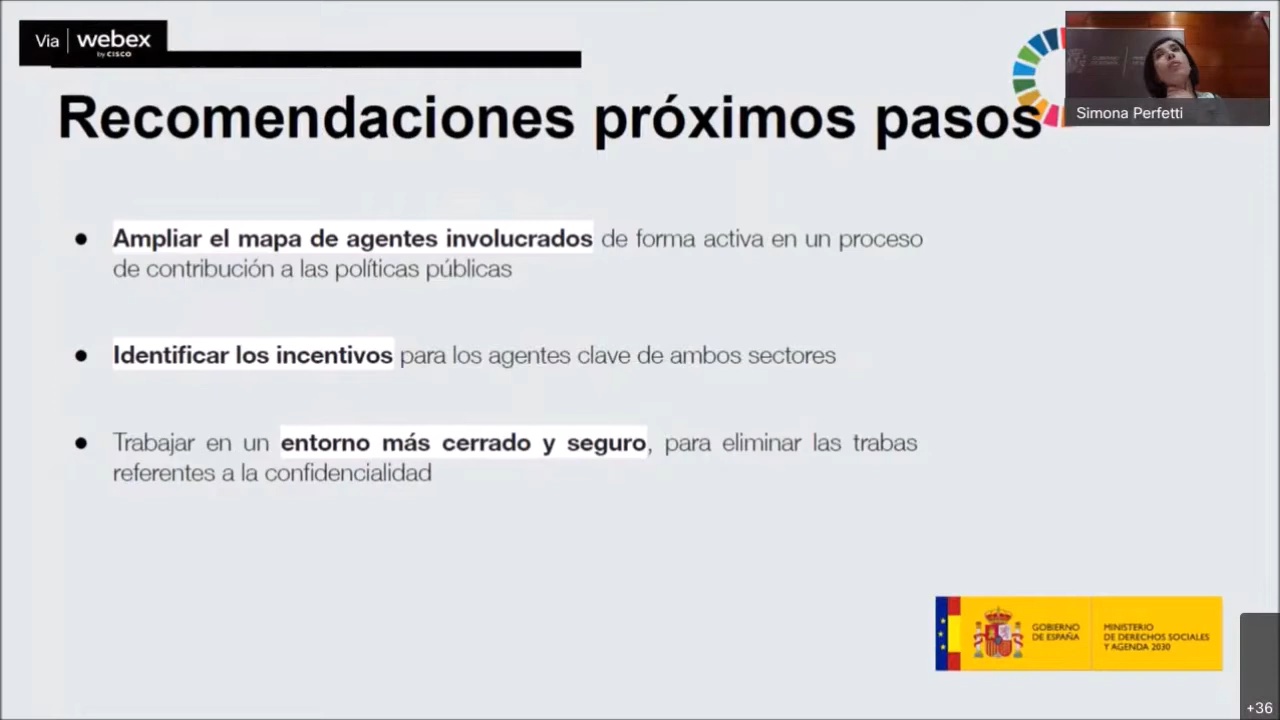 Via webex
by CISCO
Simona Perfetti
Recomendaciones próximos pasos
● Ampliar el mapa de agentes involucrados de forma activa en un proceso
de contribución a las políticas públicas
● Identificar los incentivos para los agentes clave de ambos sectores
● Trabajar en un entorno más cerrado y seguro, para eliminar las trabas
referentes a la confidencialidad
GOBIERNO
DE ESPAÑA
MINISTERIO
DE DERECHOS SOCIALES
Y AGENDA 2030
+36